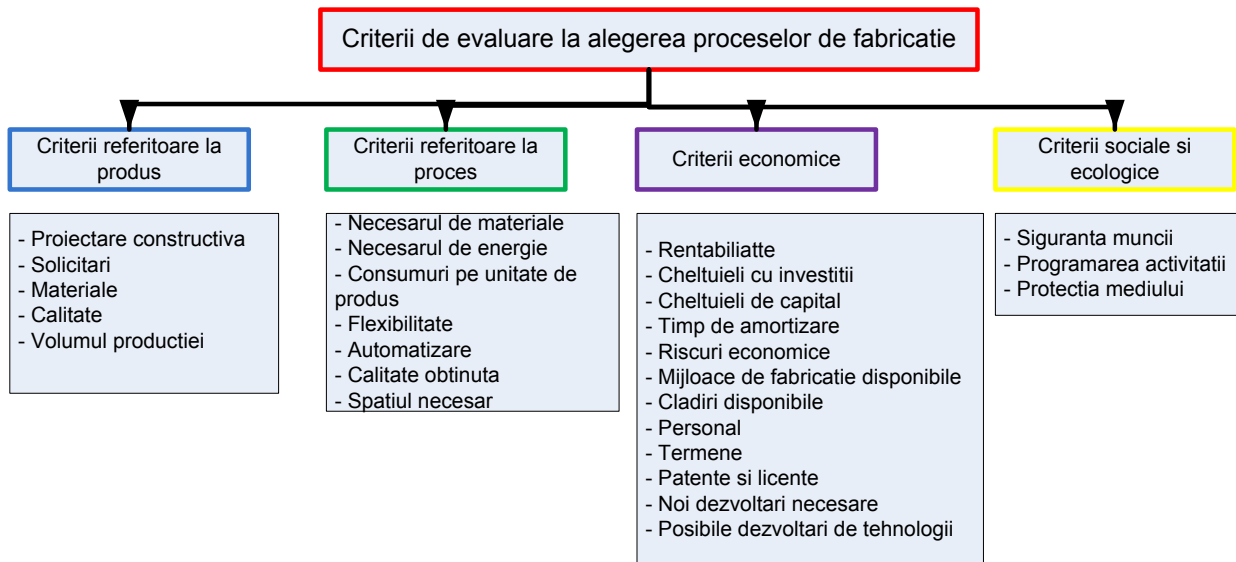 Criterii de evaluare la alegerea proceselor de fabricatie
Criterii referitoare la
produs
Criterii referitoare la
proces
Criterii economice
Criterii sociale si
ecologice
- Proiectare constructiva
- Solicitari
- Materiale
- Calitate
- Volumul productiei
- Necesarul de materiale
- Necesarul de energie
- Consumuri pe unitate de
produs
- Flexibilitate
- Automatizare
- Calitate obtinuta
- Spatiul necesar
- Rentabiliatte
- Cheltuieli cu investitii
- Cheltuieli de capital
- Timp de amortizare
- Riscuri economice
- Mijloace de fabricatie disponibile
- Cladiri disponibile
- Personal
- Termene
- Patente si licente
- Noi dezvoltari necesare
- Posibile dezvoltari de tehnologii
- Siguranta muncii
- Programarea activitatii
- Protectia mediului